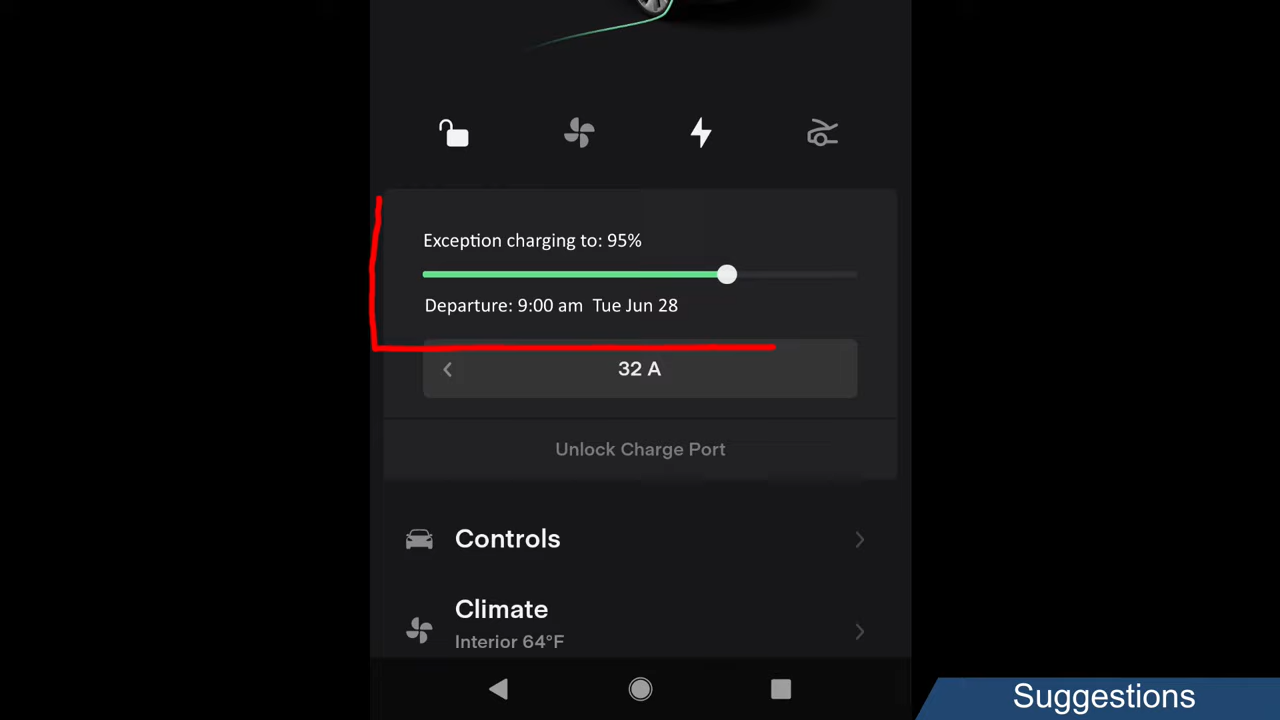 Exception charging to: 95%
Departure: 9:00 am Tue Jun 28
32 A
Unlock Charge Port
Controls
Climate
Interior 64°F
Suggestions